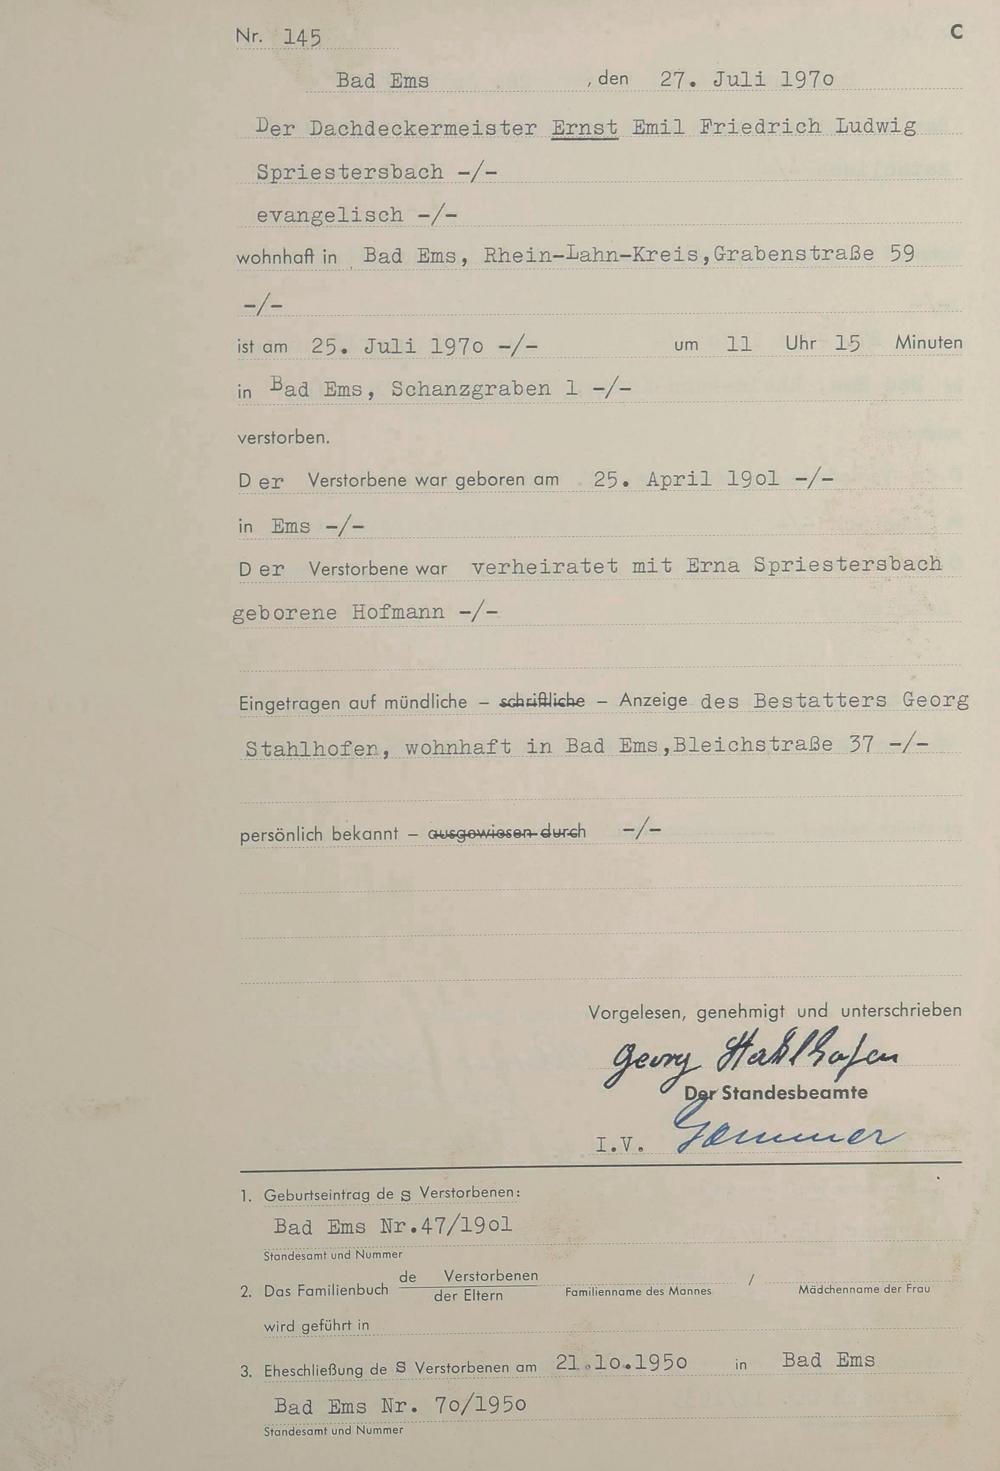 Nr. 145
C
Bad Ems , den 27. Juli 1970
Der Dachdeckermeister Ernst Emil Friedrich Ludwig
Spriestersbach -/-
evangelisch -/-
wohnhaft in Bad Ems, Rhein-Lahn-Kreis,Grabenstraße 59
-/-
ist am 25. Juli 1970 -/- um 11 Uhr 15 Minuten
in Bad Ems, Schanzgraben 1 -/-
verstorben.
Der Verstorbene war geboren am 25. April 1901 -/-
in Ems -/-
Der Verstorbene war verheiratet mit Erna Spriestersbach
geborene Hofmann -/-
Eingetragen auf mündliche – schriftliche – Anzeige des Bestatters Georg
Stahlhofen, wohnhaft in Bad Ems,Bleichstraße 37 -/-
persönlich bekannt – ausgewiesen durch -/-
Vorgelesen, genehmigt und unterschrieben
Georg Stahlhofen
Der Standesbeamte
I.V.
1. Geburtseintrag des Verstorbenen:
Bad Ems Nr.47/1901
Standesamt und Nummer
de Verstorbenen /
2. Das Familienbuch der Eltern Familienname des Mannes Mädchenname der Frau
wird geführt in
3. Eheschließung des Verstorbenen am 21.10.1950 in Bad Ems
Bad Ems Nr. 70/1950
Standesamt und Nummer